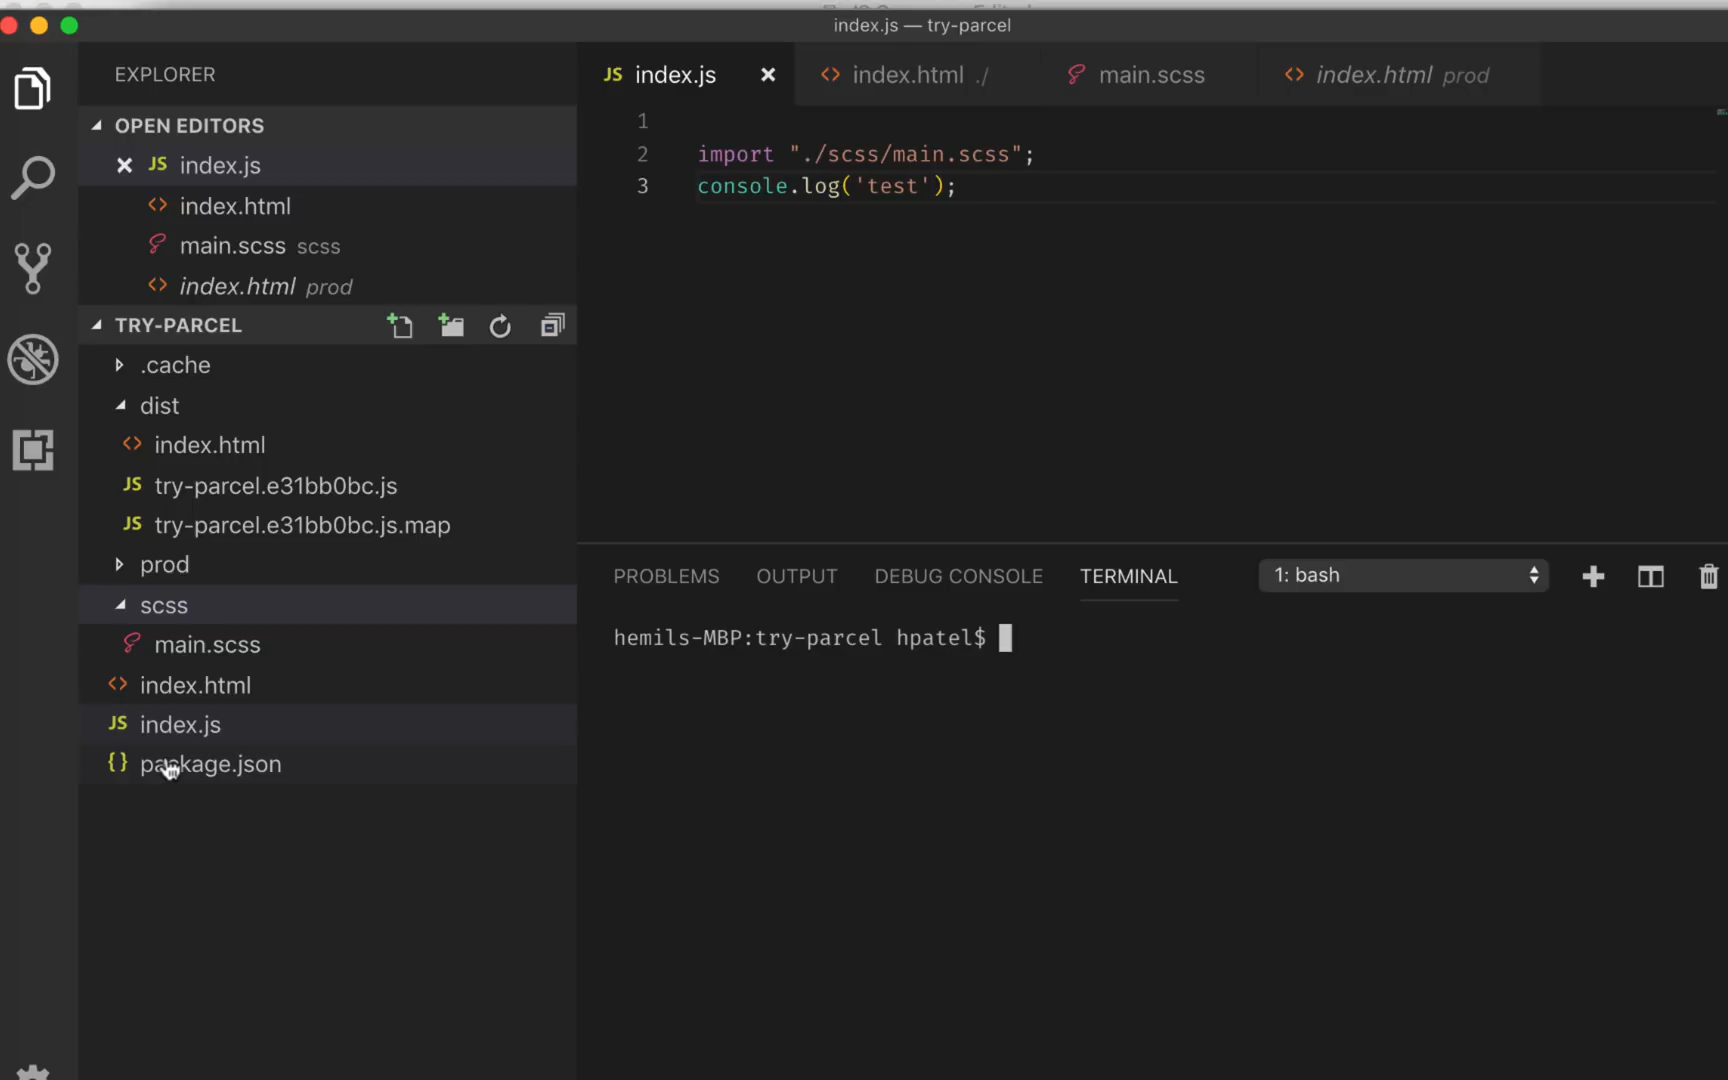 index.js — try-parcel
EXPLORER
OPEN EDITORS
JS index.js
<> index.html
main.scss scss
<> index.html prod
TRY-PARCEL
.cache
dist
<> index.html
JS try-parcel.e31bb0bc.js
JS try-parcel.e31bb0bc.js.map
prod
scss
main.scss
<> index.html
JS index.js
{} package.json
JS index.js
<> index.html ./
main.scss
<> index.html prod
1
2 import "./scss/main.scss";
3 console.log('test');
PROBLEMS OUTPUT DEBUG CONSOLE TERMINAL 1: bash
hemils-MBP:try-parcel hpatel$